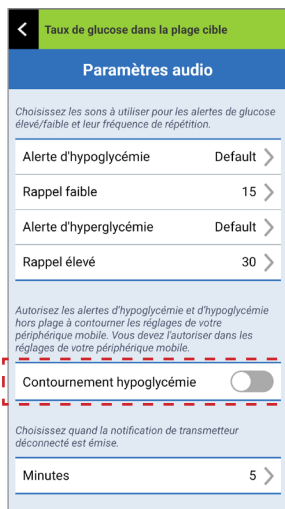 Taux de glucose dans la plage cible
Paramètres audio
Choisissez les sons à utiliser pour les alertes de glucose
élevé/faible et leur fréquence de répétition.
Alerte d'hypoglycémie Default
Rappel faible 15
Alerte d'hyperglycémie Default
Rappel élevé 30
Autorisez les alertes d'hypoglycémie et d'hypoglycémie
hors plage à contourner les réglages de votre
périphérique mobile. Vous devez l'autoriser dans les
réglages de votre périphérique mobile.
Contournement hypoglycémie
Choisissez quand la notification de transmetteur
déconnecté est émise.
Minutes 5